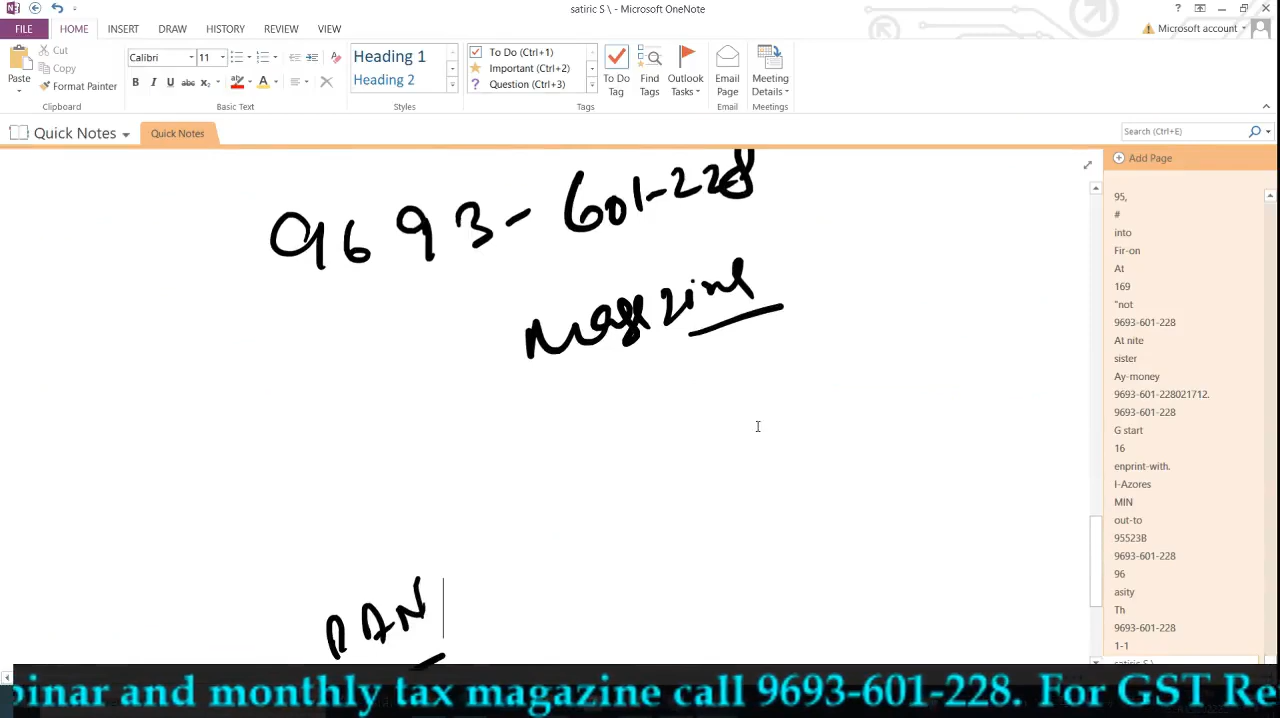 satiric S \ - Microsoft OneNote
?
FILE HOME INSERT DRAW HISTORY REVIEW VIEW
Microsoft account
Paste
Cut
Copy
Format Painter
Clipboard
Calibri 11
B I U abc X₂ A
Basic Text
Heading 1
Heading 2
Styles
To Do (Ctrl+1)
Important (Ctrl+2)
Question (Ctrl+3)
To Do Tag
Find Tags
Outlook Tasks
Tags
Email Page
Email
Meeting Details
Meetings
Quick Notes
Quick Notes
Search (Ctrl+E)
9693-601-228
magazine
PAN
Add Page
95,
#
into
Fir-on
At
169
"not
9693-601-228
At nite
sister
Ay-money
9693-601-228021712.
9693-601-228
G start
16
enprint-with.
I-Azores
MIN
out-to
95523B
9693-601-228
96
asity
Th
9693-601-228
1-1
satiric S \
binar and monthly tax magazine call 9693-601-228. For GST Re